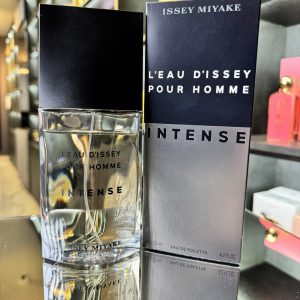 ISSEY MIYAKE
L'EAU D'ISSEY
POUR HOMME
INTENSE
EAU DE TOILETTE
L'EAU D'ISSEY
POUR HOMME
INTENSE
ISSEY MIYAKE